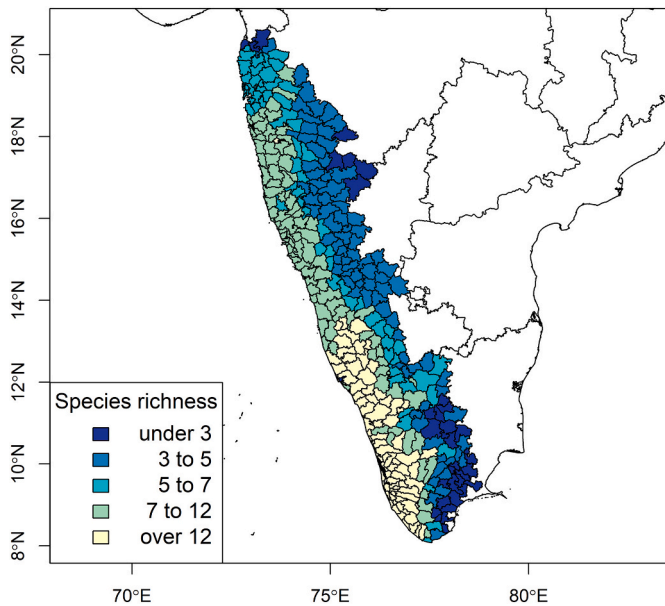 20°N
18°N
16°N
14°N
12°N
10°N
8°N
Species richness
under 3
3 to 5
5 to 7
7 to 12
over 12
70°E
75°E
80°E